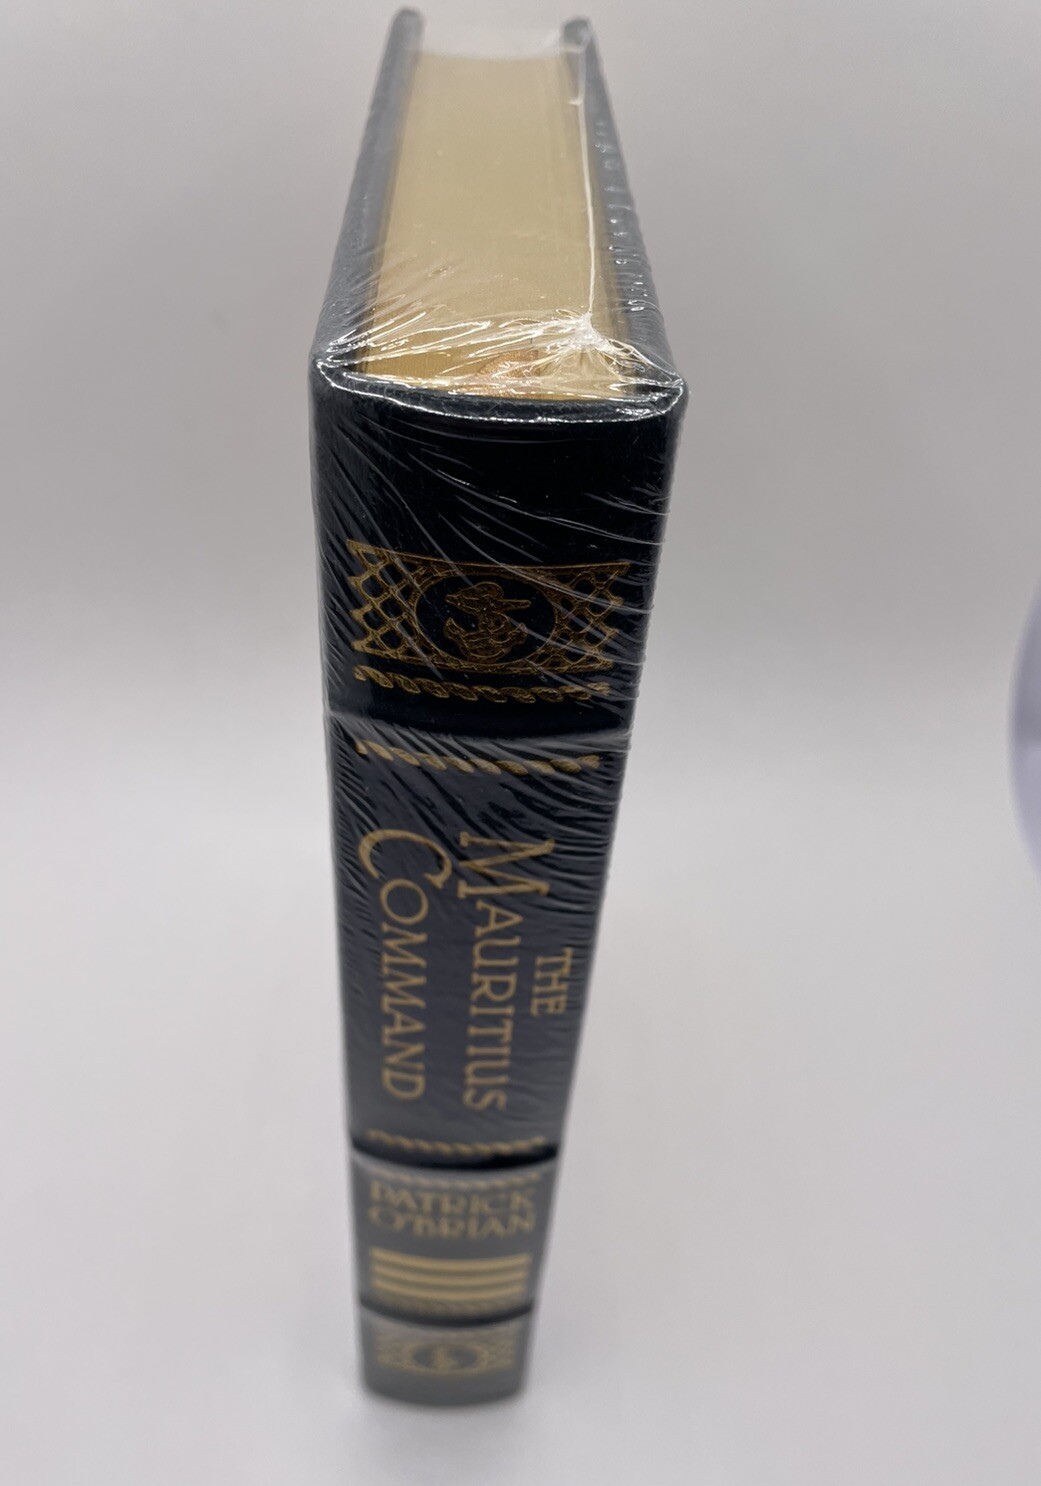 THE
MAURITIUS
COMMAND
PATRICK
O'BRIAN